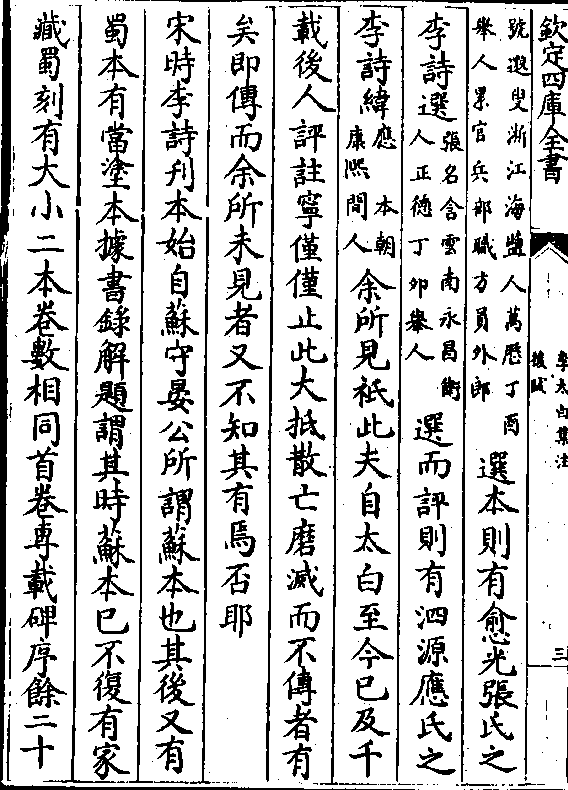 欽定四庫全書
李太白集注
後跋
三
號遯叟浙江海鹽人萬厯丁酉
舉人累官兵部職方員外郎
選本則有愈光張氏之
李詩選
張名含雲南永昌衛
人正德丁卯舉人
選而評則有泗源應氏之
李詩緯
應本朝
康熙間人
余所見袛此夫自太白至今已及千
載後人評註寧僅僅止此大抵散亡磨滅而不傳者有
矣即傳而余所未見者又不知其有焉否耶
宋時李詩刋本始自蘇守晏公所謂蘇本也其後又有
蜀本有當塗本據書錄解題謂其時蘇本已不復有家
藏蜀刻有大小二本卷數相同首卷專載碑序餘二十